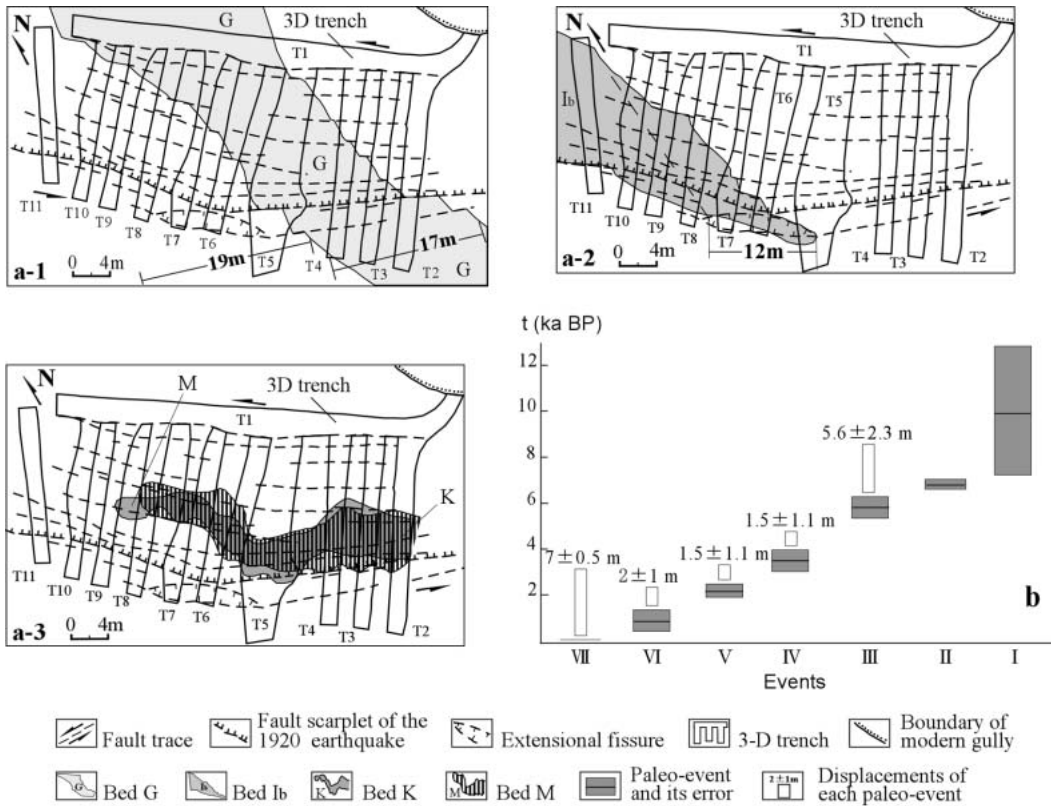 N
G
3D trench
T1
G
G
T11
T10
T9
T8
T7
T6
T5
T4
T3
T2
19m
17m
0 4m
a-1
N
3D trench
T1
Ib
T6
T5
T11
T10
T9
T8
T7
T4
T3
T2
12m
0 4m
a-2
N
M
3D trench
T1
K
T11
T10
T9
T8
T7
T6
T5
T4
T3
T2
0 4m
a-3
t (ka BP)
12
10
8
6
4
2
7±0.5 m
2±1 m
1.5±1.1 m
1.5±1.1 m
5.6±2.3 m
b
VII VI V IV III II I
Events
Fault trace
Fault scarplet of the
1920 earthquake
Extensional fissure
3-D trench
Boundary of
modern gully
G Bed G
Ib Bed Ib
K Bed K
M Bed M
Paleo-event
and its error
2±1m
Displacements of
each paleo-event